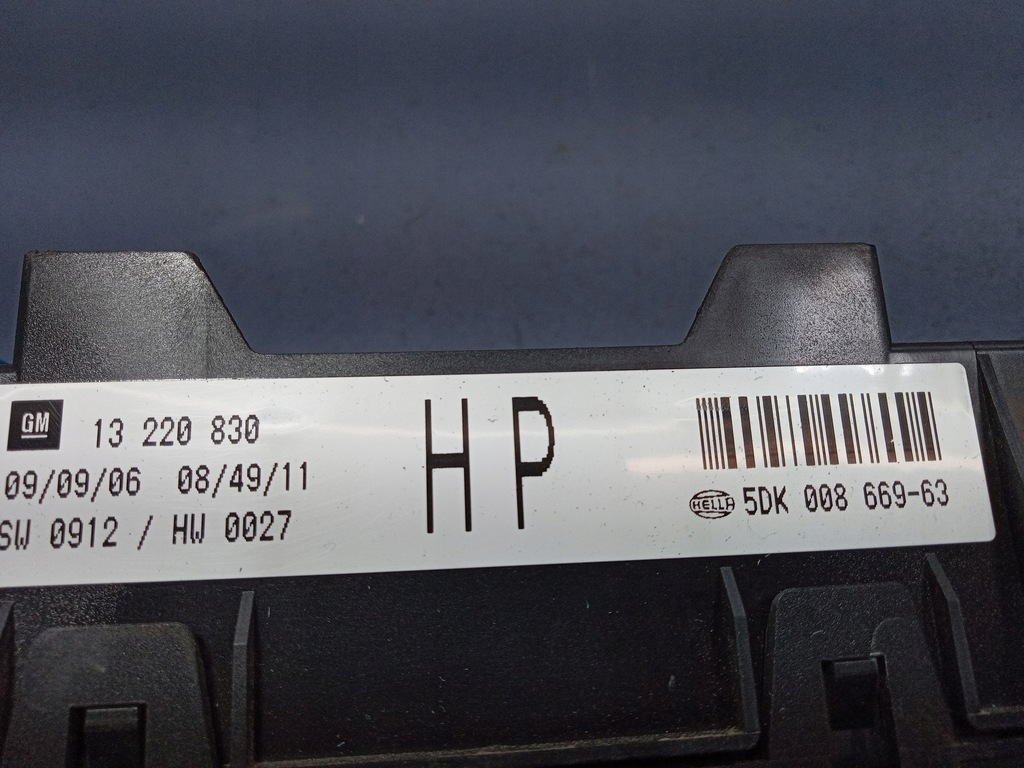 GM 13 220 830
09/09/06 08/49/11
SW 0912 / HW 0027
HP
HELLA 5DK 008 669-63